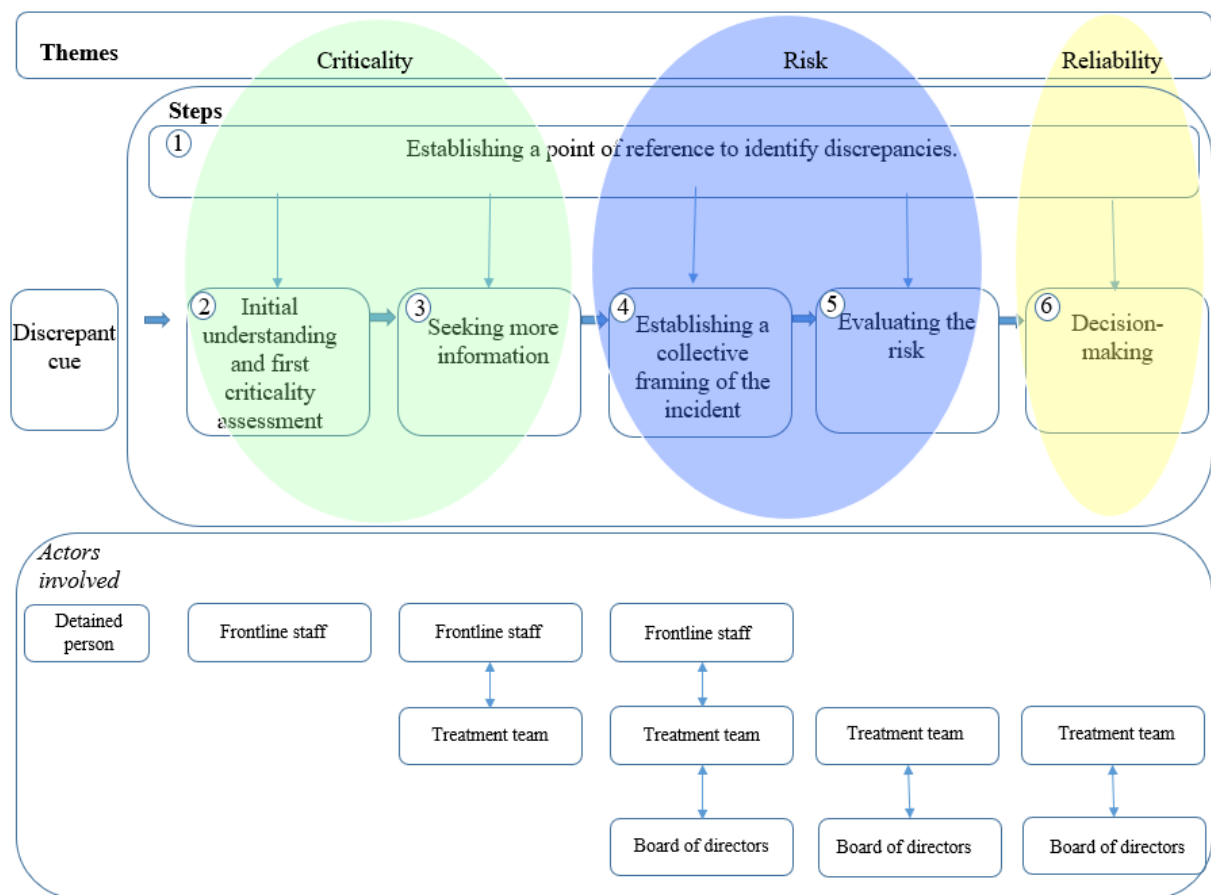 Themes
Criticality
Risk
Reliability
Steps
1
Establishing a point of reference to identify discrepancies.
Discrepant
cue
2
Initial
understanding
and first
criticality
assessment
3
Seeking more
information
4
Establishing a
collective
framing of the
incident
5
Evaluating the
risk
6
Decision-
making
Actors
involved
Detained
person
Frontline staff
Frontline staff
Frontline staff
Treatment team
Treatment team
Treatment team
Treatment team
Board of directors
Board of directors
Board of directors